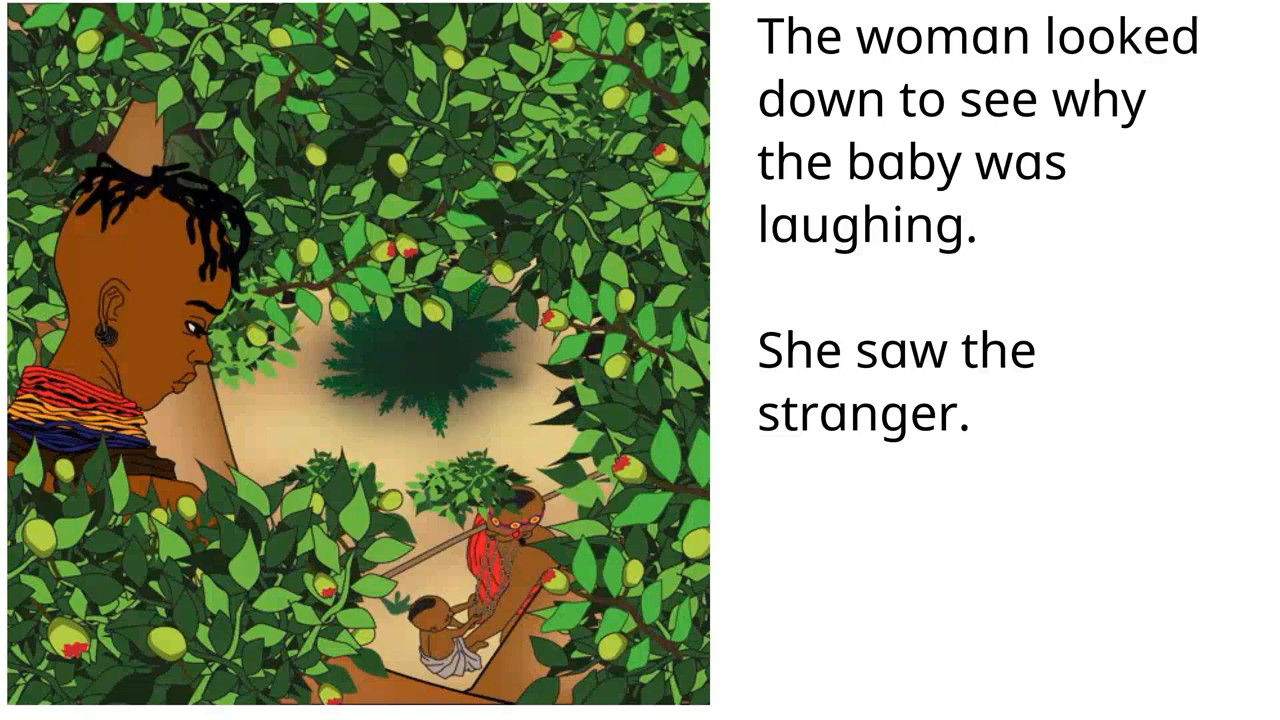 The woman looked
down to see why
the baby was
laughing.
She saw the
stranger.